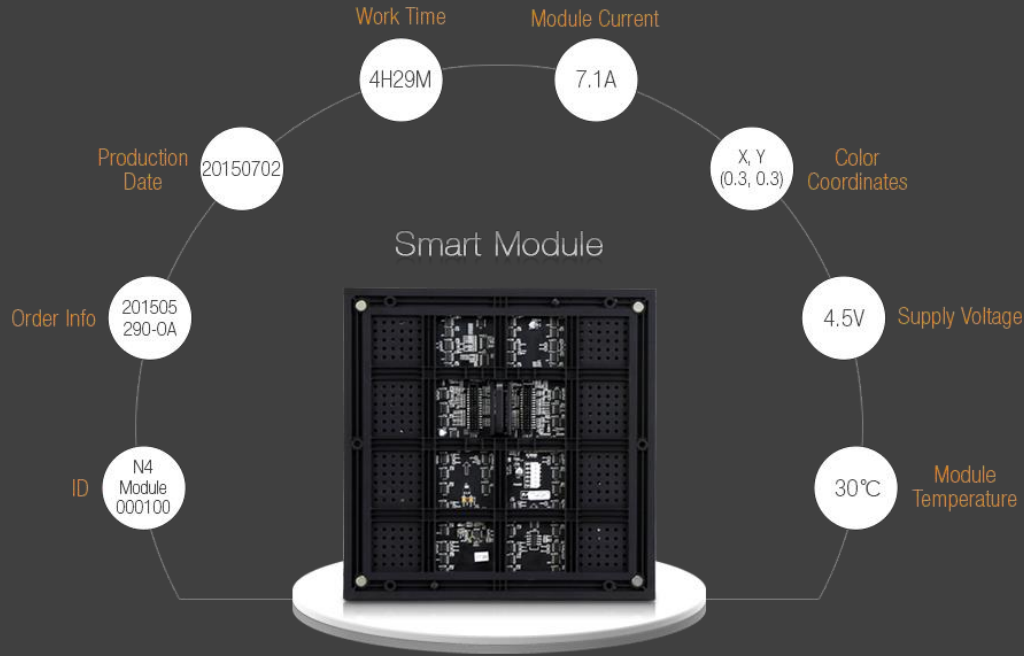 Work Time
4H29M
Module Current
7.1A
Production
Date
20150702
X, Y
(0.3, 0.3)
Color
Coordinates
Smart Module
Order Info
201505
290-0A
4.5V
Supply Voltage
ID
N4
Module
000100
30℃
Module
Temperature